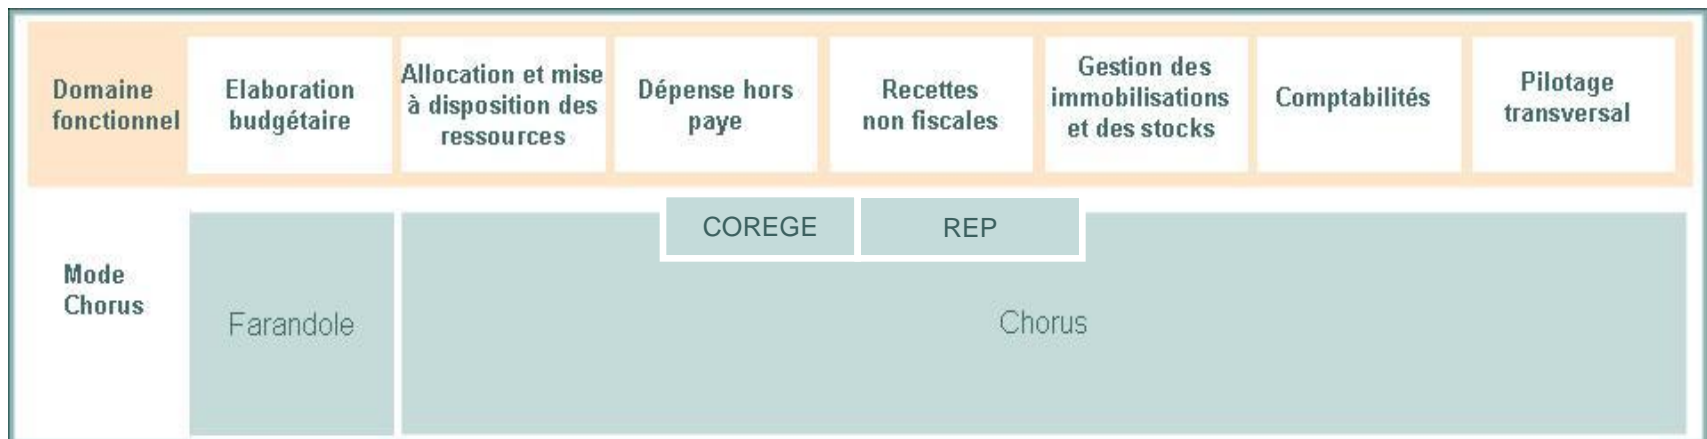 Domaine
fonctionnel
Elaboration
budgétaire
Allocation et mise
à disposition des
ressources
Dépense hors
paye
Recettes
non fiscales
Gestion des
immobilisations
et des stocks
Comptabilités
Pilotage
transversal
COREGE
REP
Mode
Chorus
Farandole
Chorus